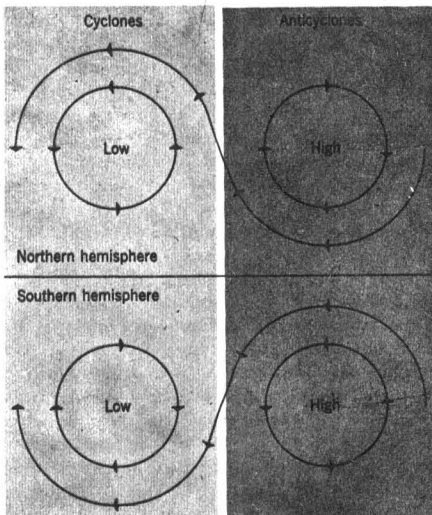 Cyclones
Anticyclones
Low
High
Northern hemisphere
Southern hemisphere
Low
High